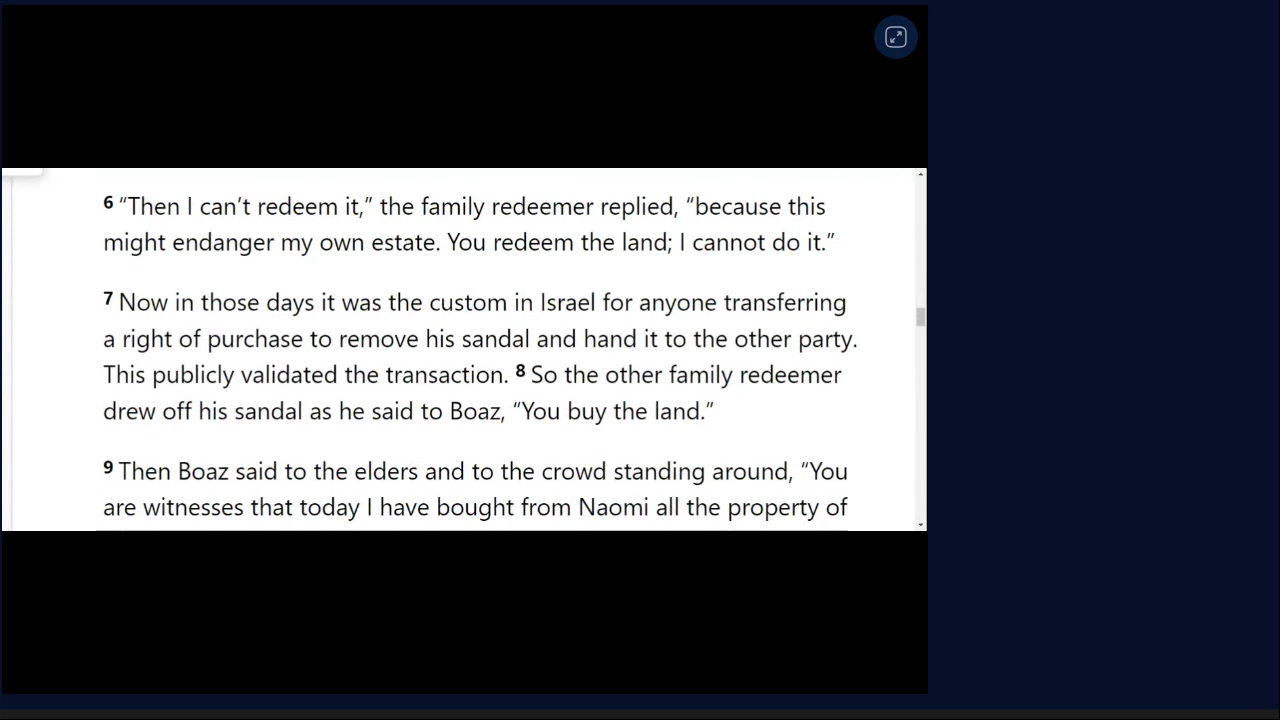 6 “Then I can’t redeem it,” the family redeemer replied, “because this
might endanger my own estate. You redeem the land; I cannot do it.”
7 Now in those days it was the custom in Israel for anyone transferring
a right of purchase to remove his sandal and hand it to the other party.
This publicly validated the transaction. 8 So the other family redeemer
drew off his sandal as he said to Boaz, “You buy the land.”
9 Then Boaz said to the elders and to the crowd standing around, “You
are witnesses that today I have bought from Naomi all the property of